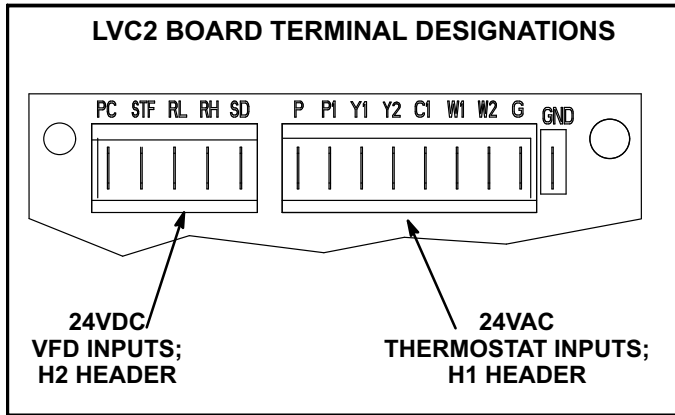 LVC2 BOARD TERMINAL DESIGNATIONS
PC STF RL RH SD P P1 Y1 Y2 C1 W1 W2 G GND
24VDC
VFD INPUTS;
H2 HEADER
24VAC
THERMOSTAT INPUTS;
H1 HEADER